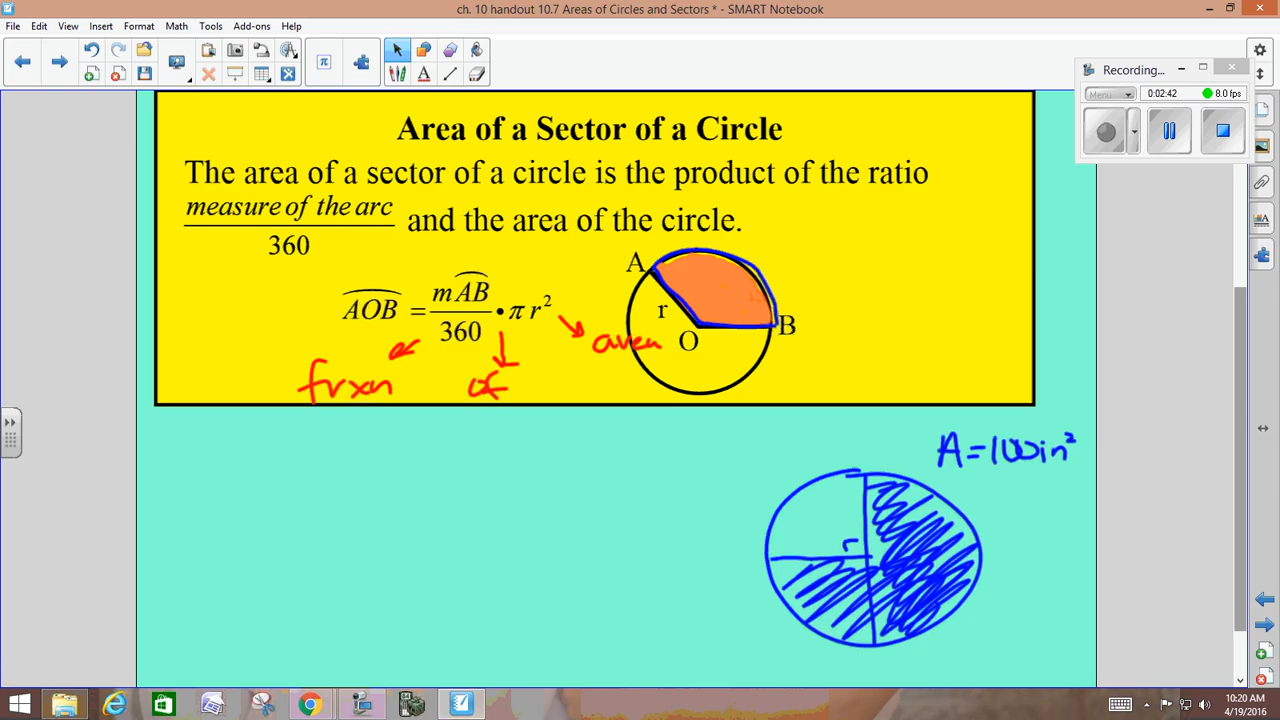 ch. 10 handout 10.7 Areas of Circles and Sectors * - SMART Notebook
File Edit View Insert Format Math Tools Add-ons Help
Recording...
Menu 0:02:42 8.0 fps
Area of a Sector of a Circle
The area of a sector of a circle is the product of the ratio
measure of the arc
360
and the area of the circle.
AOB = mAB / 360 • π r²
A
r
O
B
frxn of area
A = 100in²
10:20 AM
4/19/2016